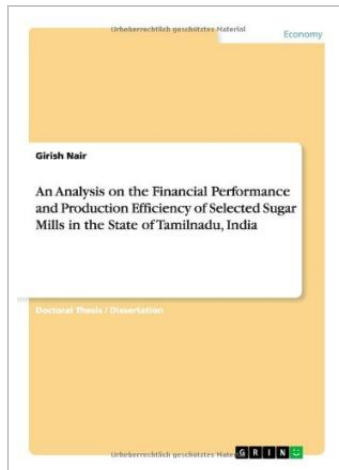 Urheberrechtlich geschütztes Material
Economy
Girish Nair
An Analysis on the Financial Performance
and Production Efficiency of Selected Sugar
Mills in the State of Tamilnadu, India
Doctoral Thesis / Dissertation
Urheberrechtlich geschütztes Mater
GRIN